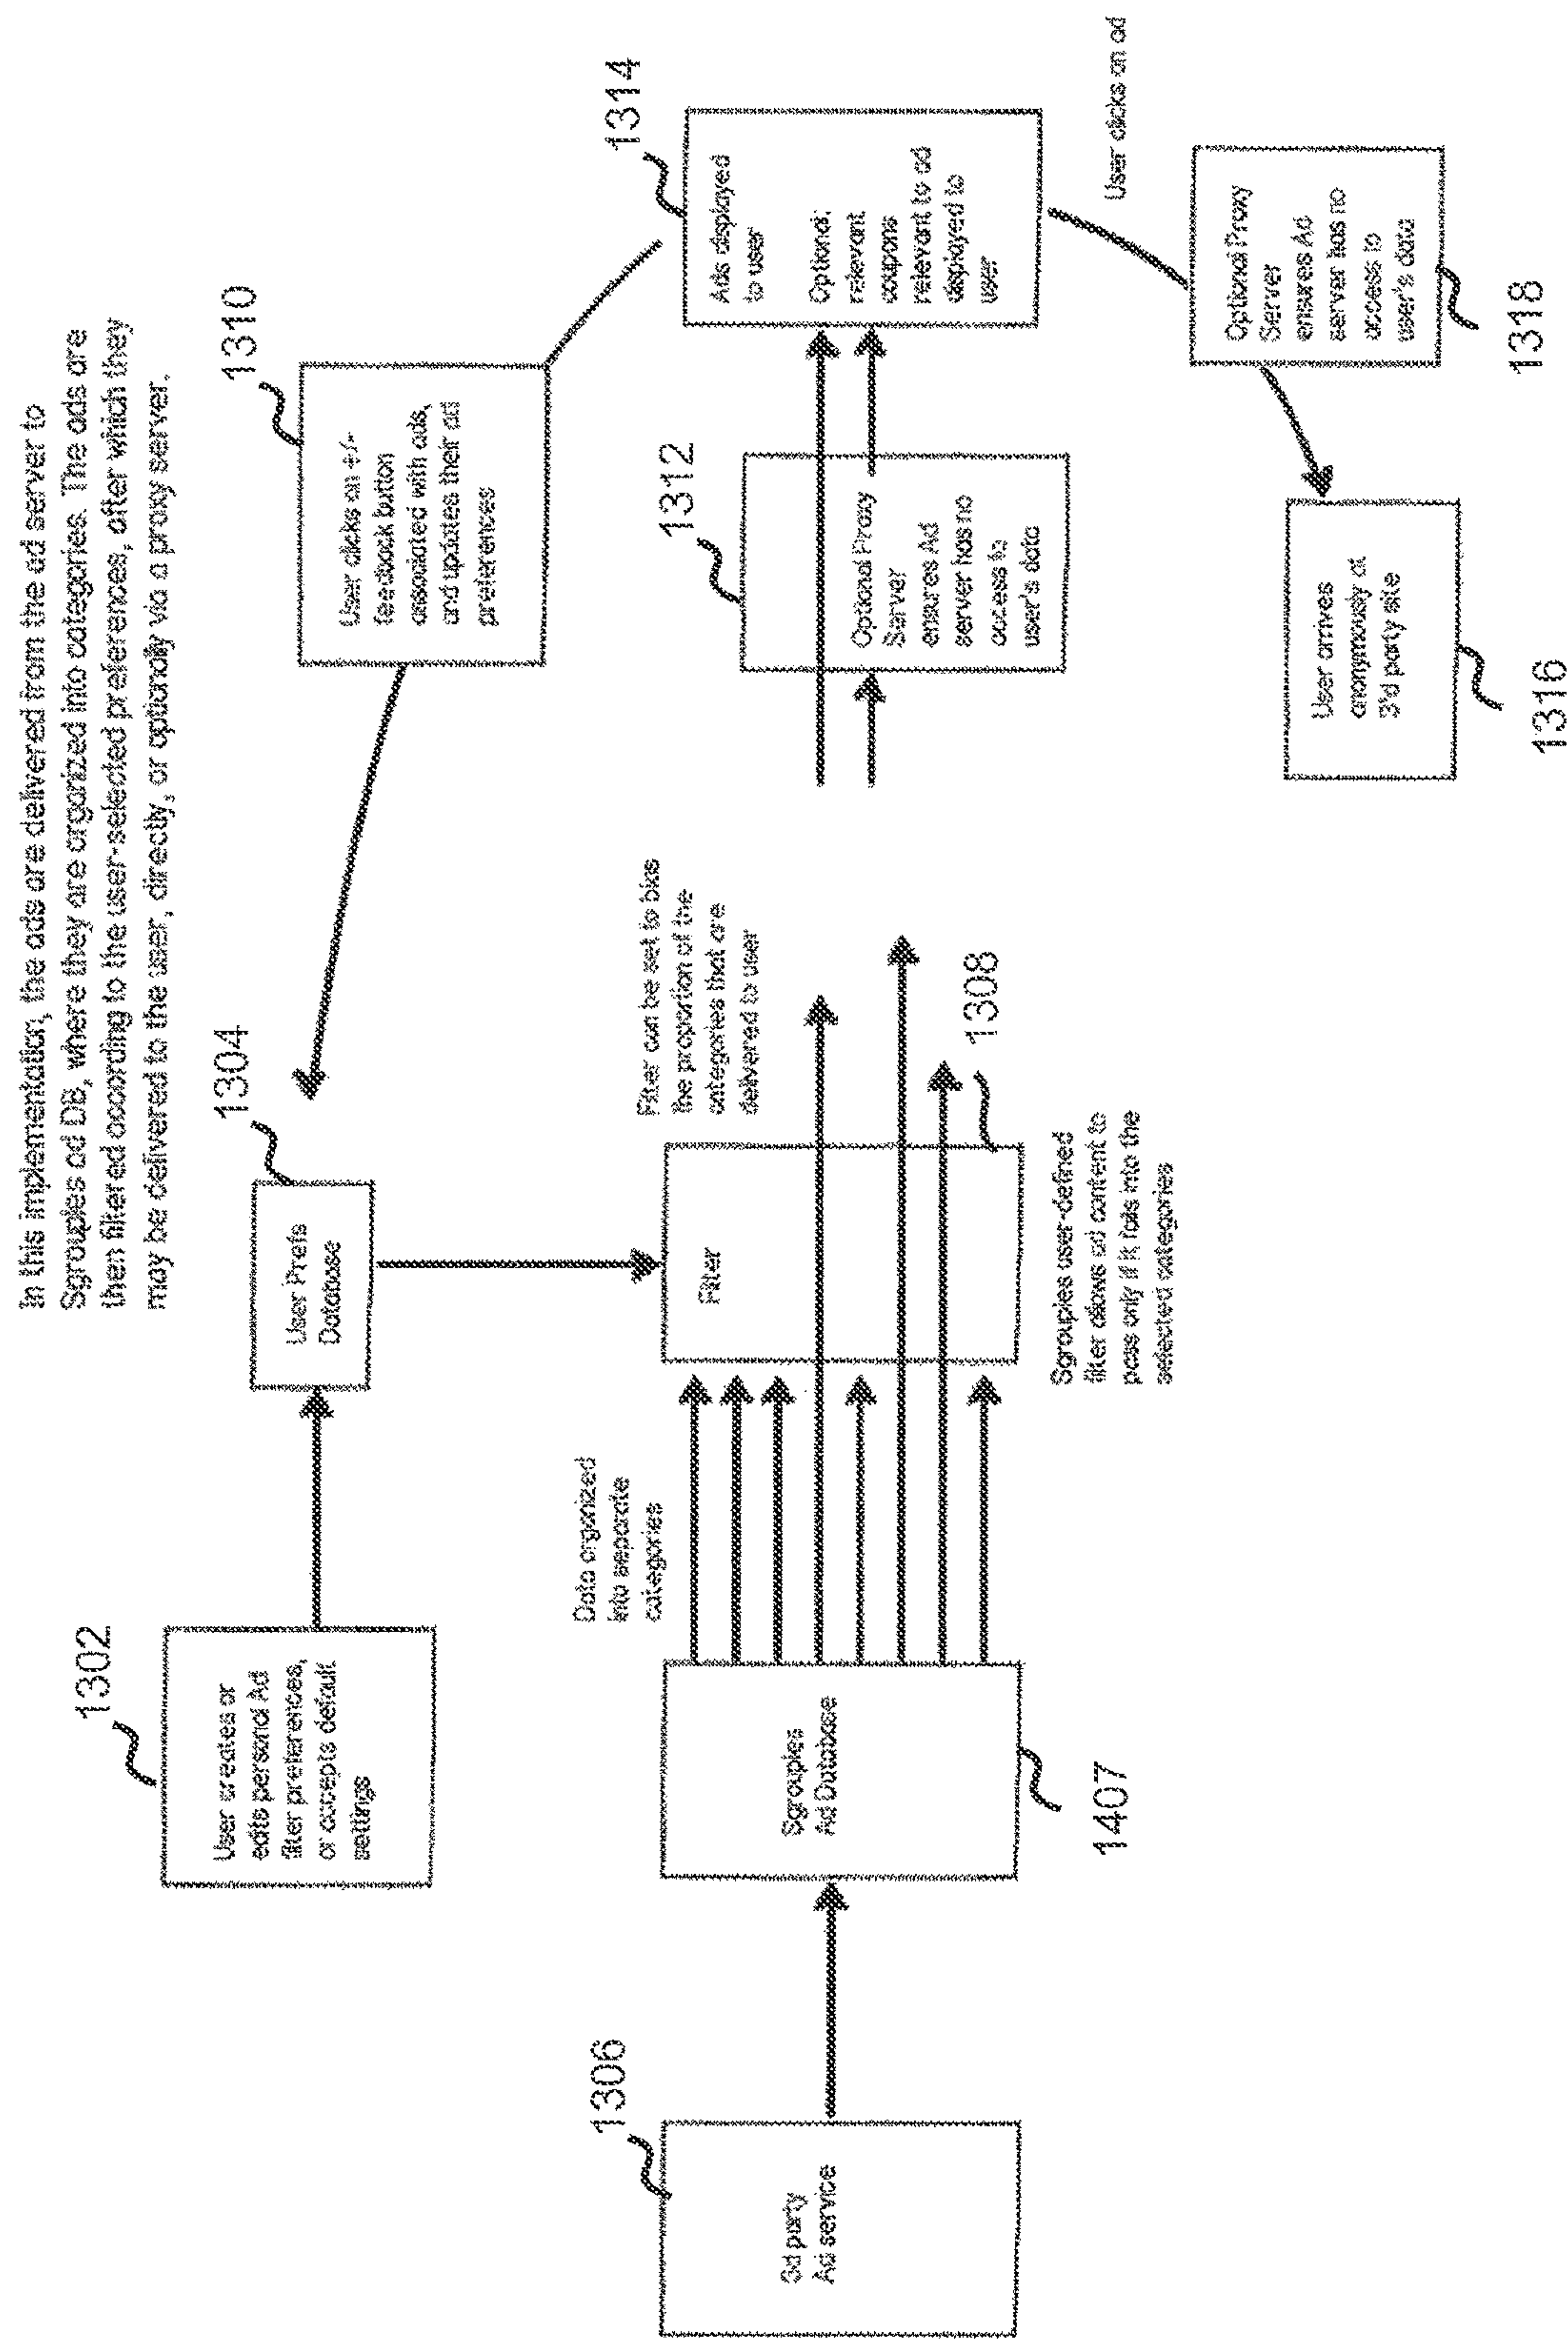 In this implementation, the ads are delivered from the ad server to
Sgrouples ad DB, where they are organized into categories. The ads are
then filtered according to the user-selected preferences, after which they
may be delivered to the user, directly, or optionally via a proxy server.
1302
User creates or
edits personal Ad
filter preferences,
or accepts default
settings
1304
User Prefs
Database
1310
User clicks on +/-
feedback button
associated with ads,
and updates their ad
preferences
1306
3d party
Ad service
Sgrouples
Ad Database
1407
Data organized
into separate
categories
Filter
1308
Filter can be set to bias
the proportion of the
categories that are
delivered to user
Sgrouples user-defined
filter allows ad content to
pass only if it falls into the
selected categories
1312
Optional Proxy
Server
ensures Ad
server has no
access to
user's data
1314
Ads displayed
to user
Optional:
relevant
coupons
relevant to ad
displayed to
user
User clicks on ad
Optional Proxy
Server
ensures Ad
server has no
access to
user's data
1318
User arrives
anonymously at
3'd party site
1316